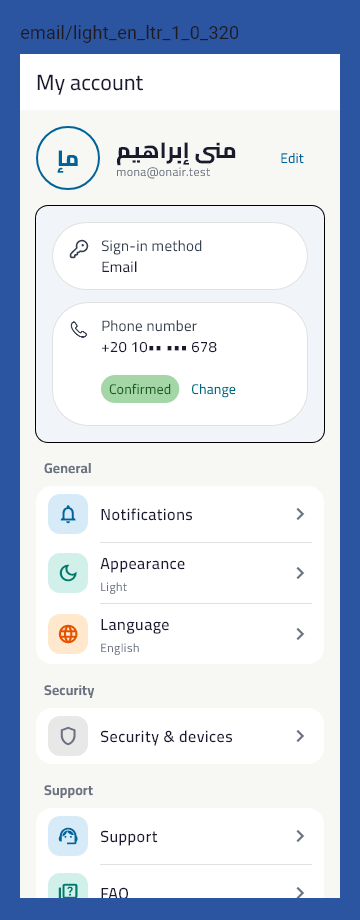 email/light_en_ltr_1_0_320
My account
مإ
منى إبراهيم
Edit
mona@onair.test
Sign-in method
Email
Phone number
+20 10•• ••• 678
Confirmed
Change
General
Notifications
Appearance
Light
Language
English
Security
Security & devices
Support
Support
FAQ